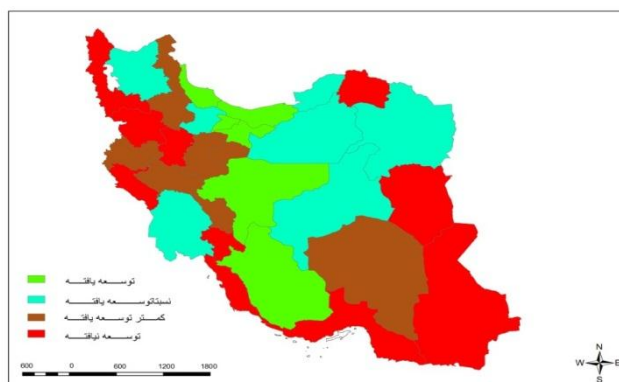 توسعه یافته
نسبتاتوسعه یافته
کمتر توسعه یافته
توسعه نیافته
600 0 600 1200 1800
N
W E
S